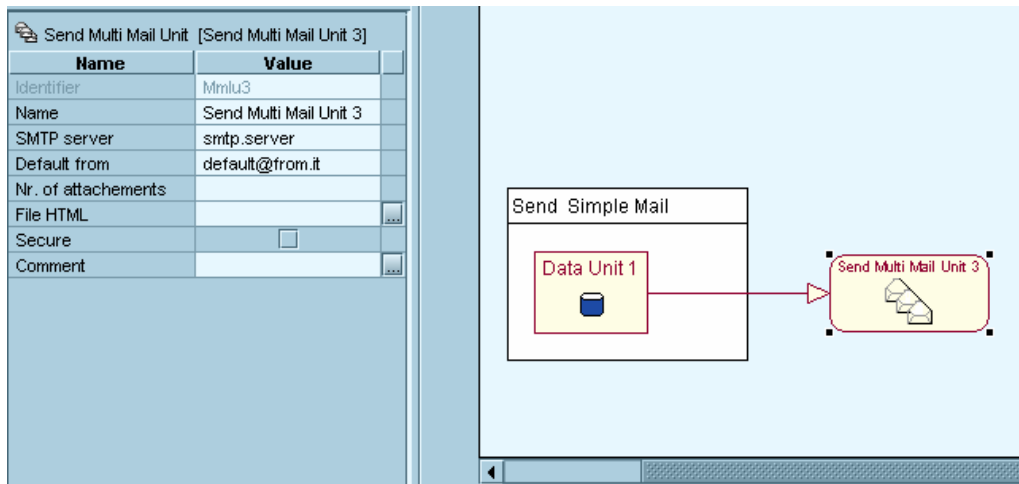 Send Multi Mail Unit [Send Multi Mail Unit 3]
Name Value
Identifier Mmlu3
Name Send Multi Mail Unit 3
SMTP server smtp.server
Default from default@from.it
Nr. of attachements
File HTML ...
Secure
Comment ...
Send Simple Mail
Data Unit 1
Send Multi Mail Unit 3